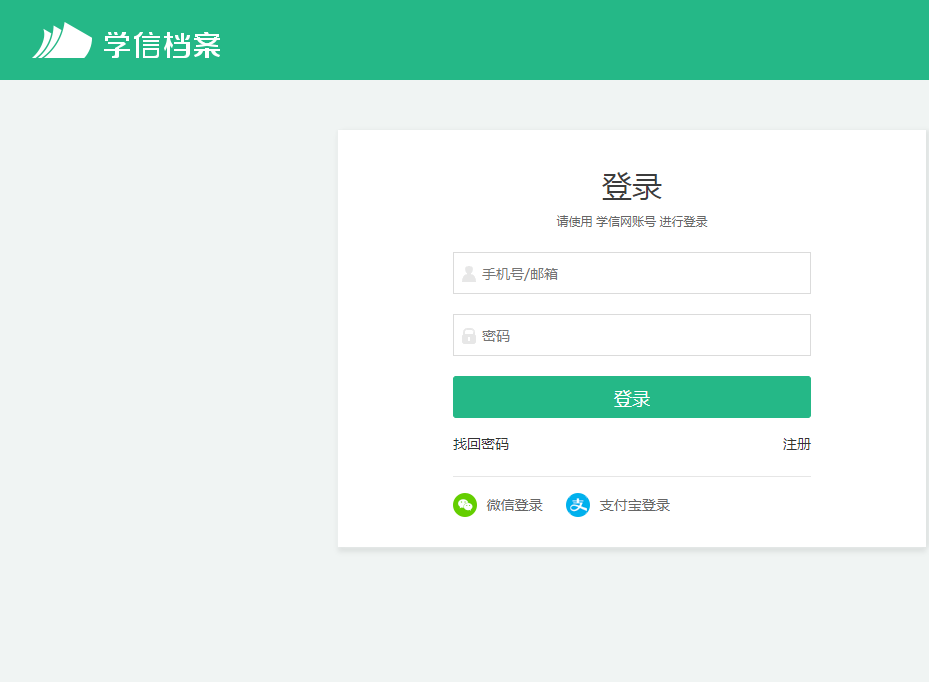 学信档案
登录
请使用 学信网账号 进行登录
手机号/邮箱
密码
登录
找回密码 注册
微信登录 支付宝登录